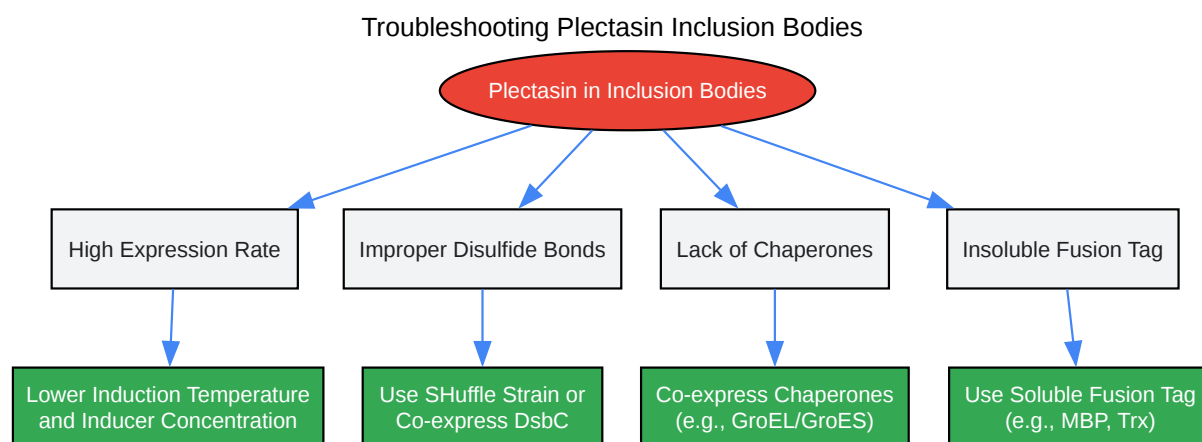 Troubleshooting Plectasin Inclusion Bodies
Plectasin in Inclusion Bodies
High Expression Rate
Improper Disulfide Bonds
Lack of Chaperones
Insoluble Fusion Tag
Lower Induction Temperature
and Inducer Concentration
Use SHuffle Strain or
Co-express DsbC
Co-express Chaperones
(e.g., GroEL/GroES)
Use Soluble Fusion Tag
(e.g., MBP, Trx)